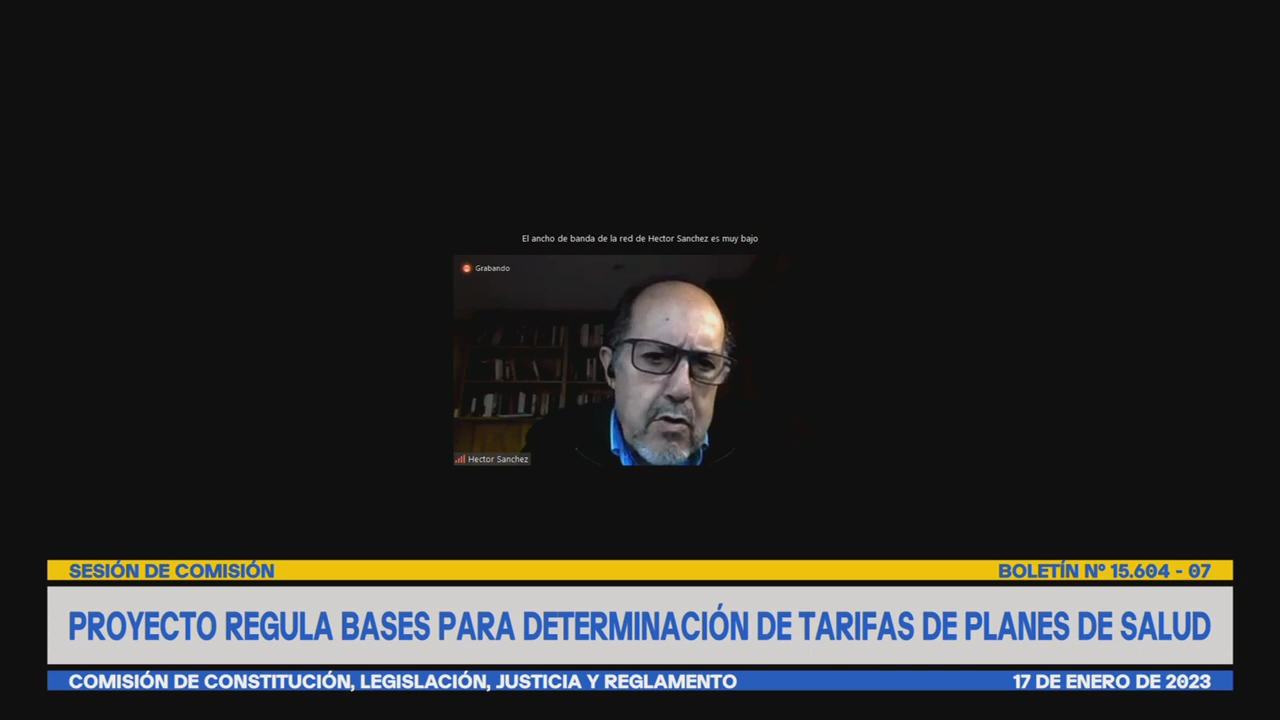 El ancho de banda de la red de Hector Sanchez es muy bajo
Grabando
Hector Sanchez
SESIÓN DE COMISIÓN
BOLETÍN Nº 15.604 - 07
PROYECTO REGULA BASES PARA DETERMINACIÓN DE TARIFAS DE PLANES DE SALUD
COMISIÓN DE CONSTITUCIÓN, LEGISLACIÓN, JUSTICIA Y REGLAMENTO
17 DE ENERO DE 2023